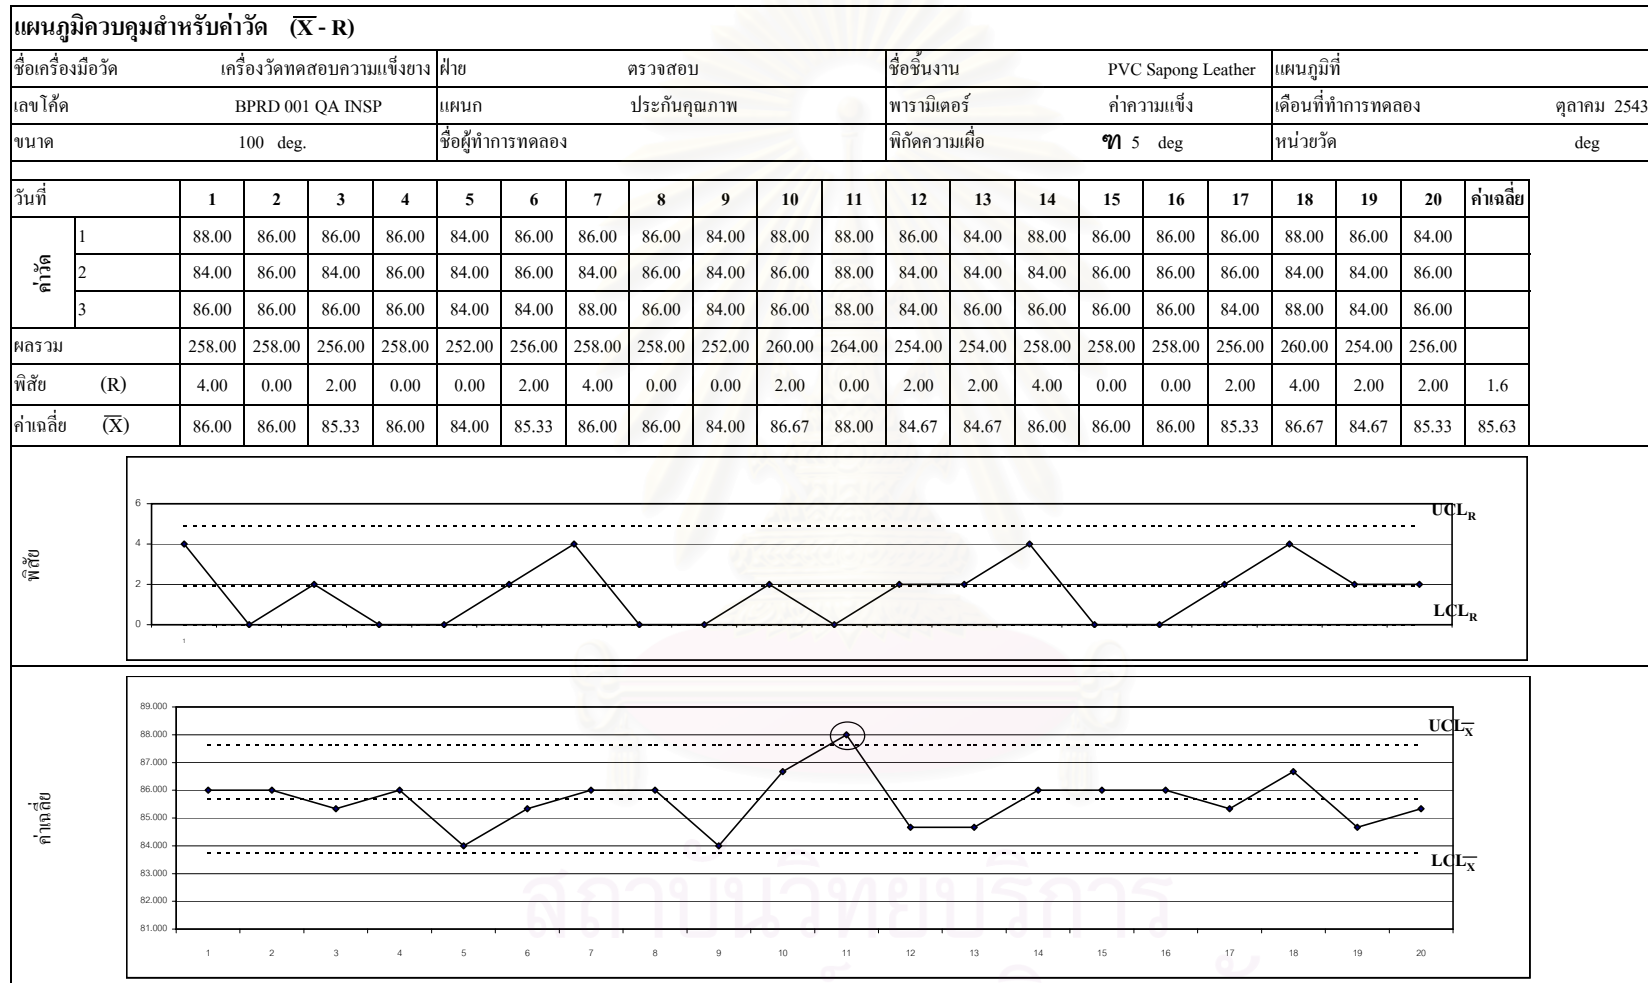 แผนภูมิควบคุมสำหรับค่าวัด (X̅ - R)
ชื่อเครื่องมือวัด เครื่องวัดทดสอบความแข็งยาง ฝ่าย ตรวจสอบ ชื่อชิ้นงาน PVC Sapong Leather แผนภูมิที่
เลขโค้ด BPRD 001 QA INSP แผนก ประกันคุณภาพ พารามิเตอร์ ค่าความแข็ง เดือนที่ทำการทดลอง ตุลาคม 2543
ขนาด 100 deg. ชื่อผู้ทำการทดลอง พิกัดความเผื่อ ฑ 5 deg หน่วยวัด deg
วันที่ 1 2 3 4 5 6 7 8 9 10 11 12 13 14 15 16 17 18 19 20 ค่าเฉลี่ย
ค่าวัด
1 88.00 86.00 86.00 86.00 84.00 86.00 86.00 86.00 84.00 88.00 88.00 86.00 84.00 88.00 86.00 86.00 86.00 88.00 86.00 84.00
2 84.00 86.00 84.00 86.00 84.00 86.00 84.00 86.00 84.00 86.00 88.00 84.00 84.00 84.00 86.00 86.00 86.00 84.00 84.00 86.00
3 86.00 86.00 86.00 86.00 84.00 84.00 88.00 86.00 84.00 86.00 88.00 84.00 86.00 86.00 86.00 86.00 84.00 88.00 84.00 86.00
ผลรวม 258.00 258.00 256.00 258.00 252.00 256.00 258.00 258.00 252.00 260.00 264.00 254.00 254.00 258.00 258.00 258.00 256.00 260.00 254.00 256.00
พิสัย (R) 4.00 0.00 2.00 0.00 0.00 2.00 4.00 0.00 0.00 2.00 0.00 2.00 2.00 4.00 0.00 0.00 2.00 4.00 2.00 2.00 1.6
ค่าเฉลี่ย (X̅) 86.00 86.00 85.33 86.00 84.00 85.33 86.00 86.00 84.00 86.67 88.00 84.67 84.67 86.00 86.00 86.00 85.33 86.67 84.67 85.33 85.63
พิสัย
6
UCL_R
4
2
LCL_R
0
1
ค่าเฉลี่ย
89.000
UCL_X̅
88.000
87.000
86.000
85.000
84.000
LCL_X̅
83.000
82.000
81.000
1 2 3 4 5 6 7 8 9 10 11 12 13 14 15 16 17 18 19 20
สถาบันวิทยบริการ